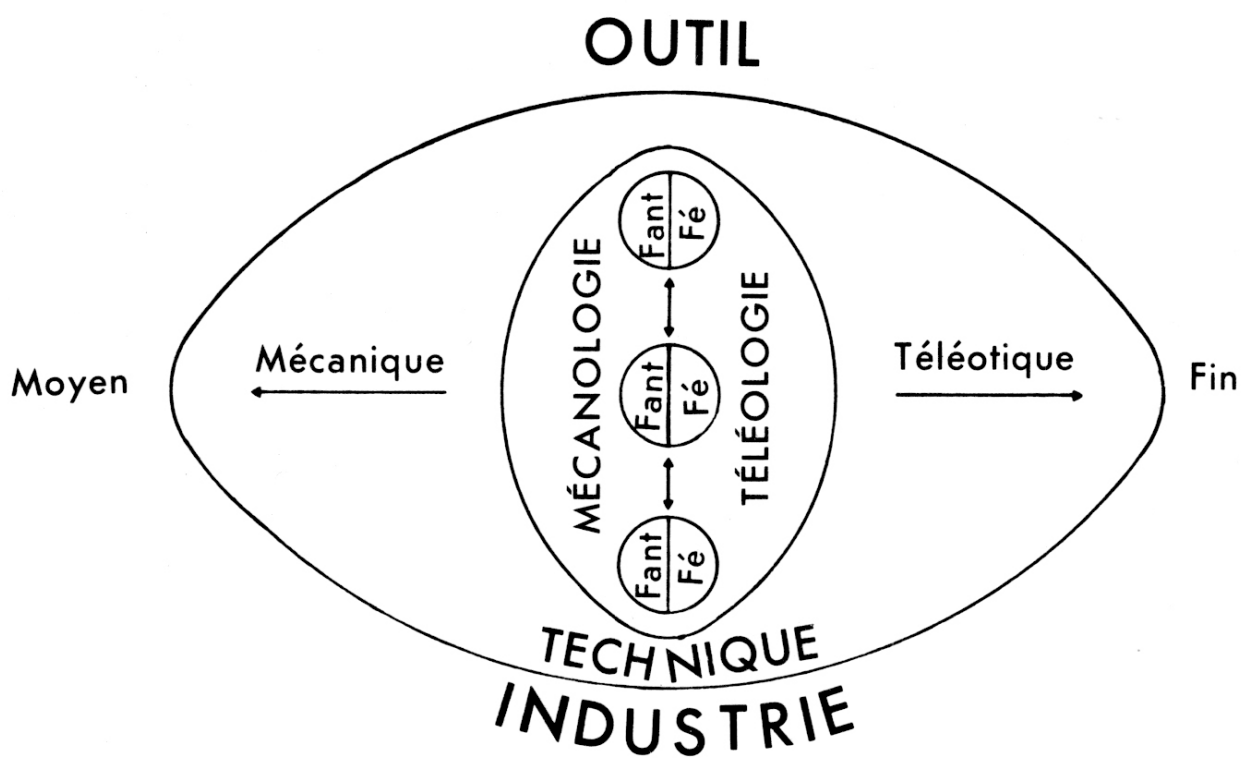 OUTIL
Fant Fé
MÉCANOLOGIE
TÉLÉOLOGIE
Moyen
Mécanique
Fant Fé
Téléotique
Fin
Fant Fé
TECHNIQUE
INDUSTRIE